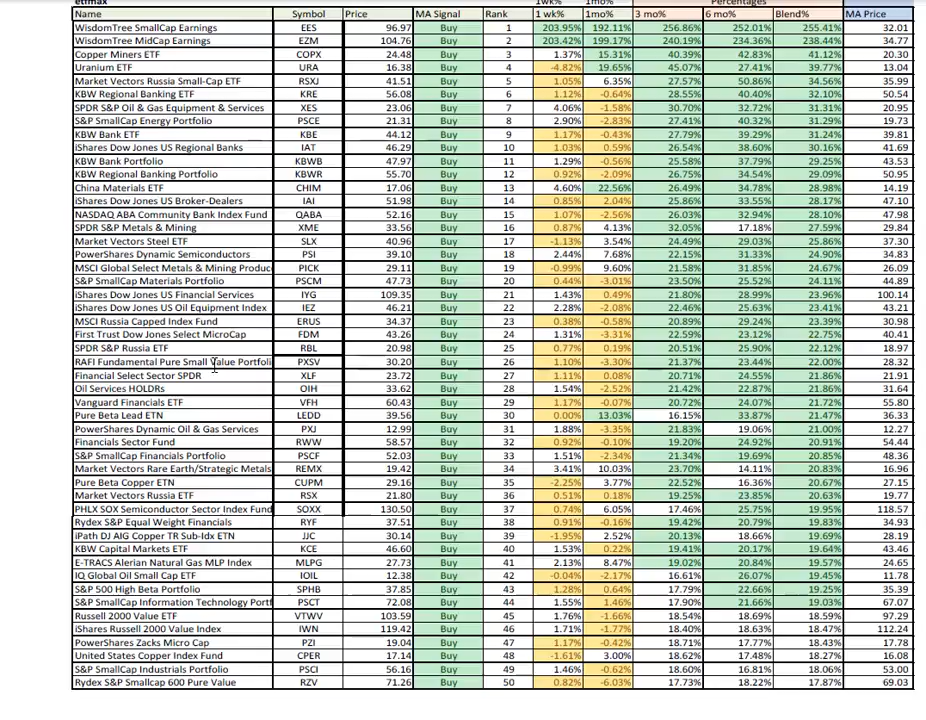 etfmax 1wk% 1mo% Percentages
Name Symbol Price MA Signal Rank 1 wk% 1mo% 3 mo% 6 mo% Blend% MA Price
WisdomTree SmallCap Earnings EES 96.97 Buy 1 203.95% 192.11% 256.86% 252.01% 255.41% 32.01
WisdomTree MidCap Earnings EZM 104.76 Buy 2 203.42% 199.17% 240.19% 234.36% 238.44% 34.77
Copper Miners ETF COPX 24.48 Buy 3 1.37% 15.31% 40.39% 42.83% 41.12% 20.30
Uranium ETF URA 16.38 Buy 4 -4.82% 19.65% 45.07% 27.41% 39.77% 13.04
Market Vectors Russia Small-Cap ETF RSXJ 41.51 Buy 5 1.05% 6.35% 27.57% 50.86% 34.56% 35.99
KBW Regional Banking ETF KRE 56.08 Buy 6 1.12% -0.64% 28.55% 40.40% 32.10% 50.54
SPDR S&P Oil & Gas Equipment & Services XES 23.06 Buy 7 4.06% -1.58% 30.70% 32.72% 31.31% 20.95
S&P SmallCap Energy Portfolio PSCE 21.31 Buy 8 2.90% -2.83% 27.41% 40.32% 31.29% 19.73
KBW Bank ETF KBE 44.12 Buy 9 1.17% -0.43% 27.79% 39.29% 31.24% 39.81
iShares Dow Jones US Regional Banks IAT 46.29 Buy 10 1.03% 0.59% 26.54% 38.60% 30.16% 41.69
KBW Bank Portfolio KBWB 47.97 Buy 11 1.29% -0.56% 25.58% 37.79% 29.25% 43.53
KBW Regional Banking Portfolio KBWR 55.70 Buy 12 0.92% -2.09% 26.75% 34.54% 29.09% 50.95
China Materials ETF CHIM 17.06 Buy 13 4.60% 22.56% 26.49% 34.78% 28.98% 14.19
iShares Dow Jones US Broker-Dealers IAI 51.98 Buy 14 0.85% 2.04% 25.86% 33.55% 28.17% 47.10
NASDAQ ABA Community Bank Index Fund QABA 52.16 Buy 15 1.07% -2.56% 26.03% 32.94% 28.10% 47.98
SPDR S&P Metals & Mining XME 33.56 Buy 16 0.87% 4.13% 32.05% 17.18% 27.59% 29.84
Market Vectors Steel ETF SLX 40.96 Buy 17 -1.13% 3.54% 24.49% 29.03% 25.86% 37.30
PowerShares Dynamic Semiconductors PSI 39.10 Buy 18 2.44% 7.68% 22.15% 31.33% 24.90% 34.83
MSCI Global Select Metals & Mining Produc PICK 29.11 Buy 19 -0.99% 9.60% 21.58% 31.85% 24.67% 26.09
S&P SmallCap Materials Portfolio PSCM 47.73 Buy 20 0.44% -3.01% 23.50% 25.52% 24.11% 44.89
iShares Dow Jones US Financial Services IYG 109.35 Buy 21 1.43% 0.49% 21.80% 28.99% 23.96% 100.14
iShares Dow Jones US Oil Equipment Index IEZ 46.21 Buy 22 2.28% -2.08% 22.46% 25.63% 23.41% 43.21
MSCI Russia Capped Index Fund ERUS 34.37 Buy 23 0.38% -0.58% 20.89% 29.24% 23.39% 30.98
First Trust Dow Jones Select MicroCap FDM 43.26 Buy 24 1.31% -3.31% 22.59% 23.12% 22.75% 40.41
SPDR S&P Russia ETF RBL 20.98 Buy 25 0.77% 0.19% 20.51% 25.90% 22.12% 18.97
RAFI Fundamental Pure Small Value Portfoli PXSV 30.20 Buy 26 1.10% -3.30% 21.37% 23.44% 22.00% 28.32
Financial Select Sector SPDR XLF 23.72 Buy 27 1.11% 0.08% 20.71% 24.55% 21.86% 21.91
Oil Services HOLDRs OIH 33.62 Buy 28 1.54% -2.52% 21.42% 22.87% 21.86% 31.64
Vanguard Financials ETF VFH 60.43 Buy 29 1.17% -0.07% 20.72% 24.07% 21.72% 55.80
Pure Beta Lead ETN LEDD 39.56 Buy 30 0.00% 13.03% 16.15% 33.87% 21.47% 36.33
PowerShares Dynamic Oil & Gas Services PXJ 12.99 Buy 31 1.88% -3.35% 21.83% 19.06% 21.00% 12.27
Financials Sector Fund RWW 58.57 Buy 32 0.92% -0.10% 19.20% 24.92% 20.91% 54.44
S&P SmallCap Financials Portfolio PSCF 52.03 Buy 33 1.51% -2.34% 21.34% 19.69% 20.85% 48.36
Market Vectors Rare Earth/Strategic Metals REMX 19.42 Buy 34 3.41% 10.03% 23.70% 14.11% 20.83% 16.96
Pure Beta Copper ETN CUPM 29.16 Buy 35 -2.25% 3.77% 22.52% 16.36% 20.67% 27.15
Market Vectors Russia ETF RSX 21.80 Buy 36 0.51% 0.18% 19.25% 23.85% 20.63% 19.77
PHLX SOX Semiconductor Sector Index Fund SOXX 130.50 Buy 37 0.74% 6.05% 17.46% 25.75% 19.95% 118.57
Rydex S&P Equal Weight Financials RYF 37.51 Buy 38 0.91% -0.16% 19.42% 20.79% 19.83% 34.93
iPath DJ AIG Copper TR Sub-Idx ETN JJC 30.14 Buy 39 -1.95% 2.52% 20.13% 18.66% 19.69% 28.19
KBW Capital Markets ETF KCE 46.60 Buy 40 1.53% 0.22% 19.41% 20.17% 19.64% 43.46
E-TRACS Alerian Natural Gas MLP Index MLPG 27.73 Buy 41 2.13% 8.47% 19.02% 20.84% 19.57% 24.65
IQ Global Oil Small Cap ETF IOIL 12.38 Buy 42 -0.04% -2.17% 16.61% 26.07% 19.45% 11.78
S&P 500 High Beta Portfolio SPHB 37.85 Buy 43 1.28% 0.64% 17.79% 22.66% 19.25% 35.39
S&P SmallCap Information Technology Portf PSCT 72.08 Buy 44 1.55% 1.46% 17.90% 21.66% 19.03% 67.07
Russell 2000 Value ETF VTWV 103.59 Buy 45 1.76% -1.66% 18.54% 18.69% 18.59% 97.29
iShares Russell 2000 Value Index IWN 119.42 Buy 46 1.71% -1.77% 18.40% 18.63% 18.47% 112.24
PowerShares Zacks Micro Cap PZI 19.04 Buy 47 1.17% -0.42% 18.71% 17.77% 18.43% 17.78
United States Copper Index Fund CPER 17.14 Buy 48 -1.61% 3.00% 18.62% 17.48% 18.27% 16.08
S&P SmallCap Industrials Portfolio PSCI 56.16 Buy 49 1.46% -0.62% 18.60% 16.81% 18.06% 53.00
Rydex S&P Smallcap 600 Pure Value RZV 71.26 Buy 50 0.82% -6.03% 17.73% 18.22% 17.87% 69.03